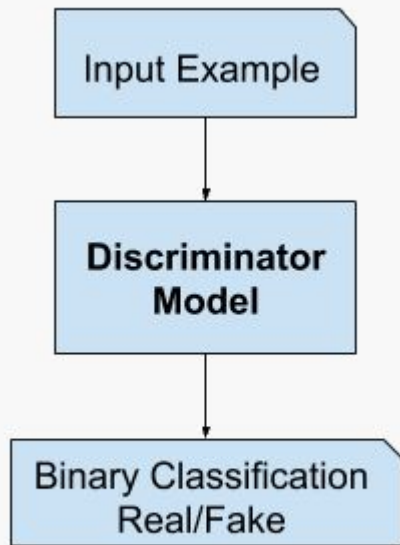 Input Example
Discriminator
Model
Binary Classification
Real/Fake